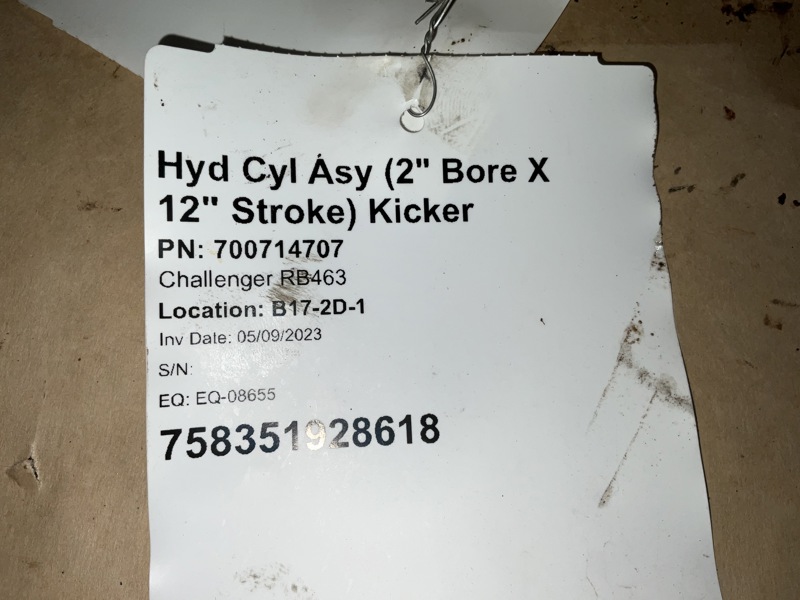 Hyd Cyl Asy (2" Bore X
12" Stroke) Kicker
PN: 700714707
Challenger RB463
Location: B17-2D-1
Inv Date: 05/09/2023
S/N:
EQ: EQ-08655
758351928618